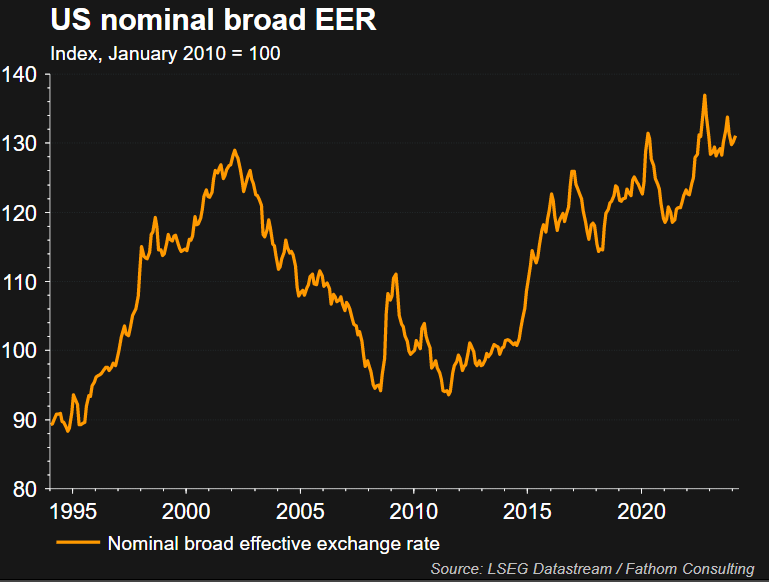 US nominal broad EER
Index, January 2010 = 100
140
130
120
110
100
90
80
1995 2000 2005 2010 2015 2020
Nominal broad effective exchange rate
Source: LSEG Datastream / Fathom Consulting